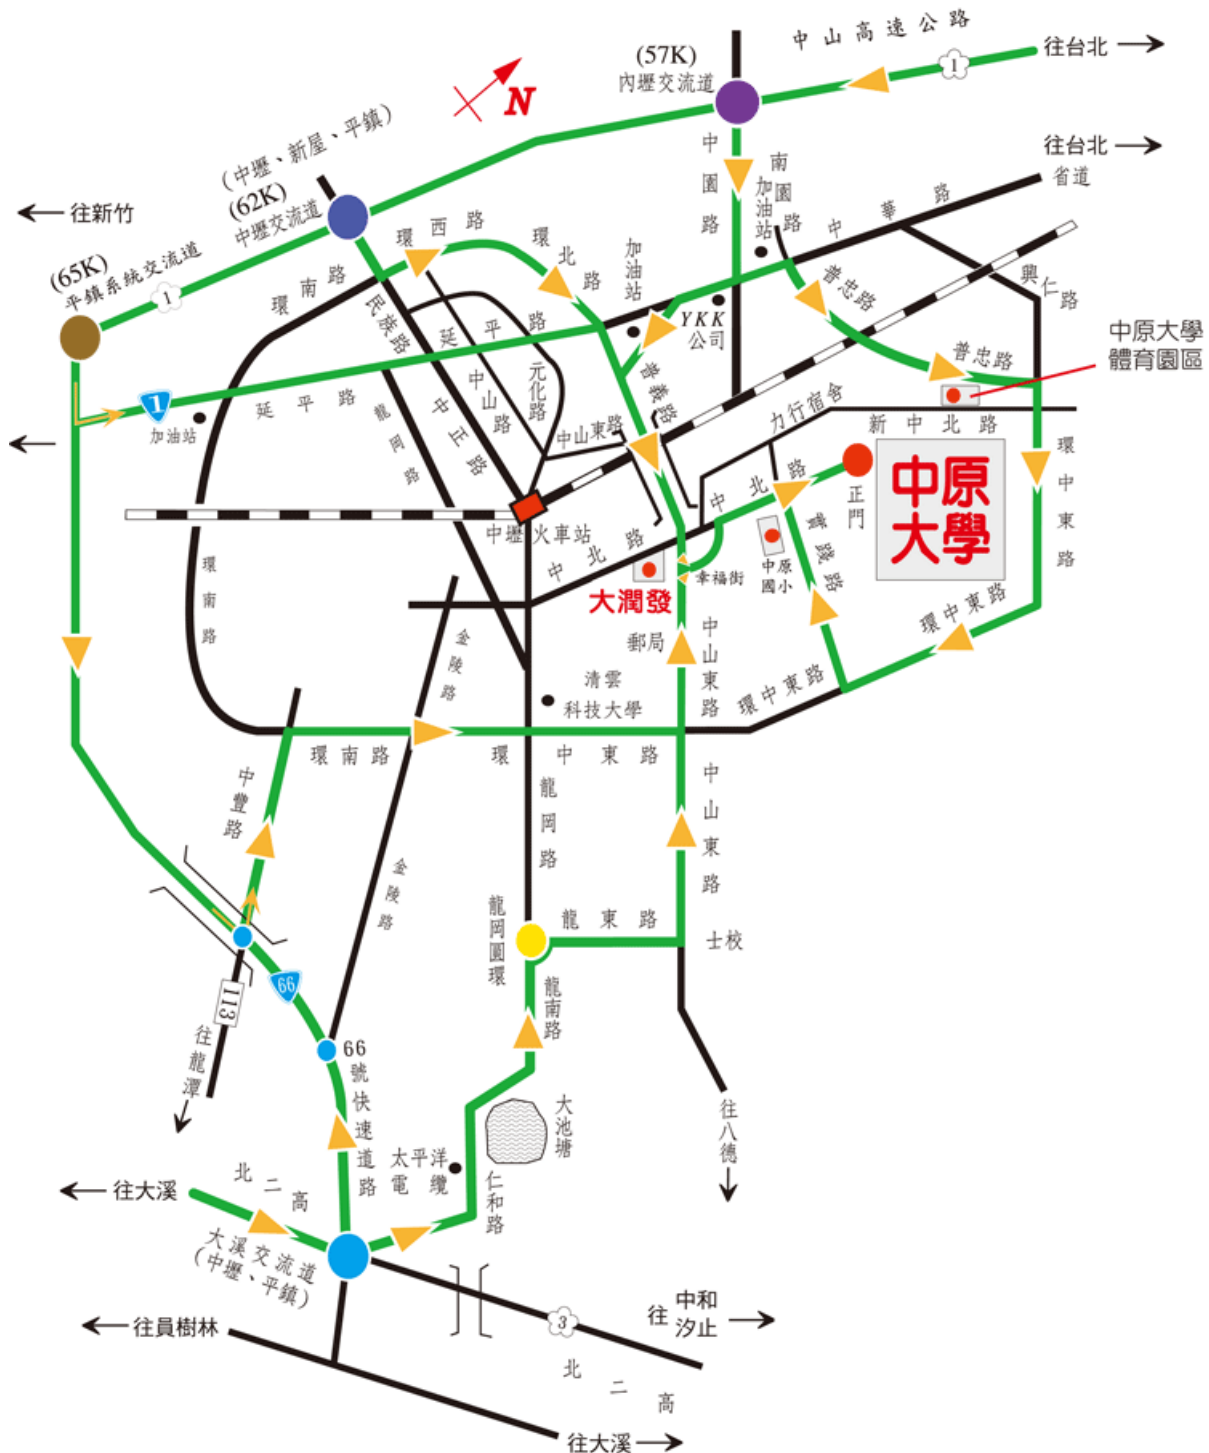 中山高速公路
1
往台北
(57K)
內壢交流道
N
往台北
省道
(中壢、新屋、平鎮)
(62K)
中壢交流道
往新竹
(65K)
平鎮系統交流道
1
中園路
南園路
加油站
中華路
環西路
環北路
加油站
環南路
民族路
延平路
YKK
公司
普忠路
興仁路
中原大學
體育園區
普忠路
1
加油站
延平路
龍岡路
中正路
中山路
元化路
中山東路
普義路
力行宿舍
新中北路
中原
大學
正門
環中東路
中壢火車站
中北路
中北路
實踐路
中原
國小
幸福街
大潤發
郵局
環南路
金陵路
清雲
科技大學
中山東路
環中東路
環中東路
環南路
環中東路
中豐路
龍岡路
中山東路
金陵路
龍岡圓環
龍東路
士校
龍南路
66
113
往龍潭
66號快速道路
大池塘
太平洋
電纜
仁和路
往八德
往大溪
北二高
大溪交流道
(中壢、平鎮)
往員樹林
3
往
中和
汐止
北二高
往大溪